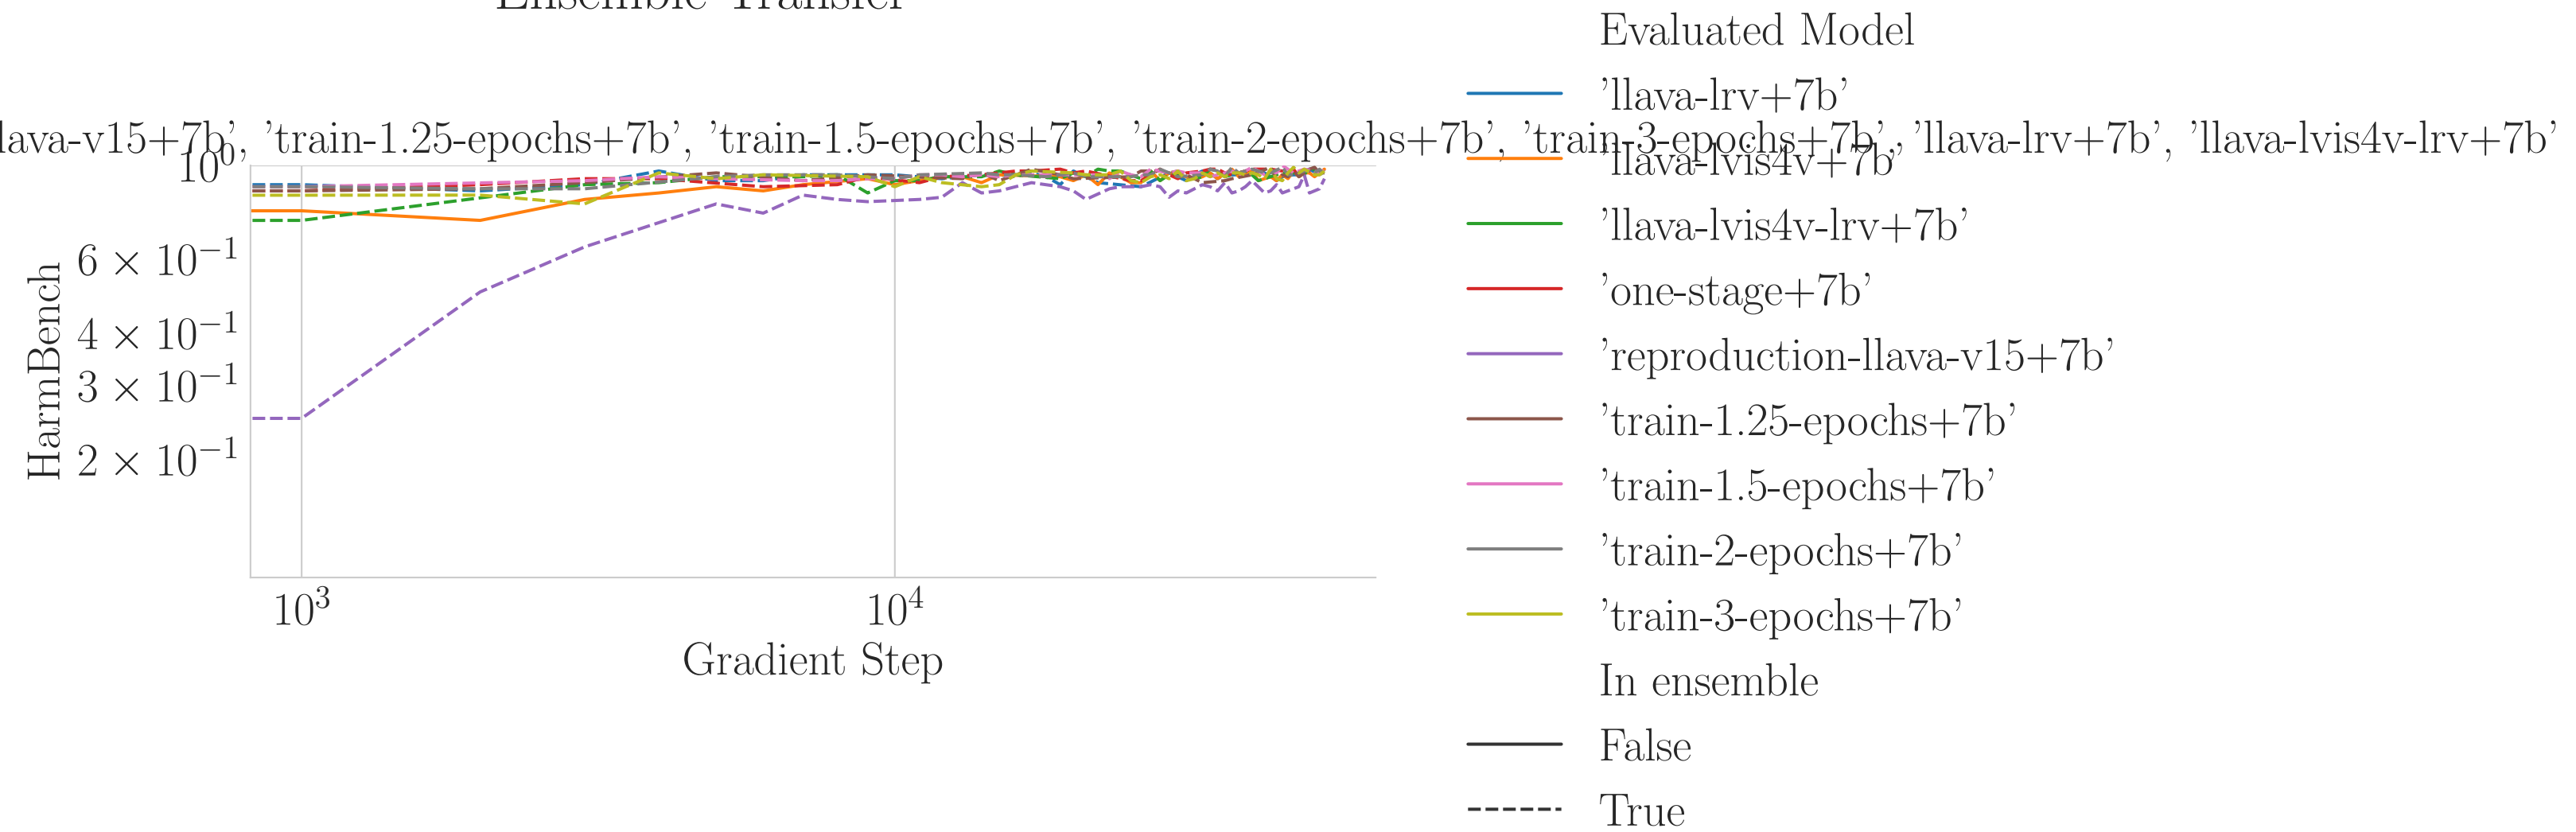 Ensemble Transfer
llava-v15+7b', 'train-1.25-epochs+7b', 'train-1.5-epochs+7b', 'train-2-epochs+7b', 'train-3-epochs+7b', 'llava-lrv+7b', 'llava-lvis4v-lrv+7b'
10^0
6 × 10^−1
4 × 10^−1
3 × 10^−1
2 × 10^−1
HarmBench
10^3
10^4
Gradient Step
Evaluated Model
'llava-lrv+7b'
'llava-lvis4v+7b'
'llava-lvis4v-lrv+7b'
'one-stage+7b'
'reproduction-llava-v15+7b'
'train-1.25-epochs+7b'
'train-1.5-epochs+7b'
'train-2-epochs+7b'
'train-3-epochs+7b'
In ensemble
False
True